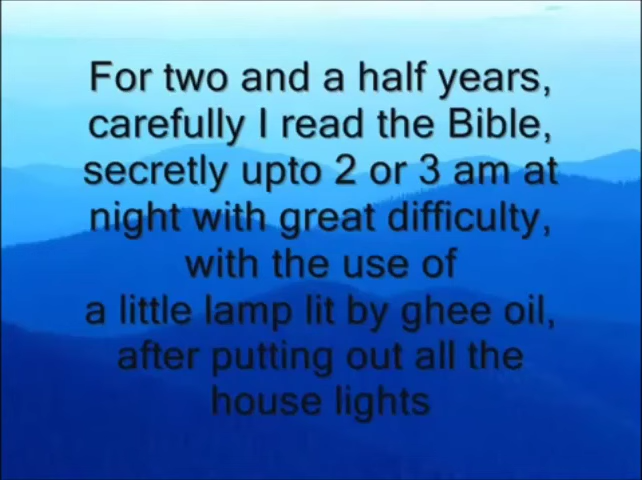 For two and a half years,
carefully I read the Bible,
secretly upto 2 or 3 am at
night with great difficulty,
with the use of
a little lamp lit by ghee oil,
after putting out all the
house lights